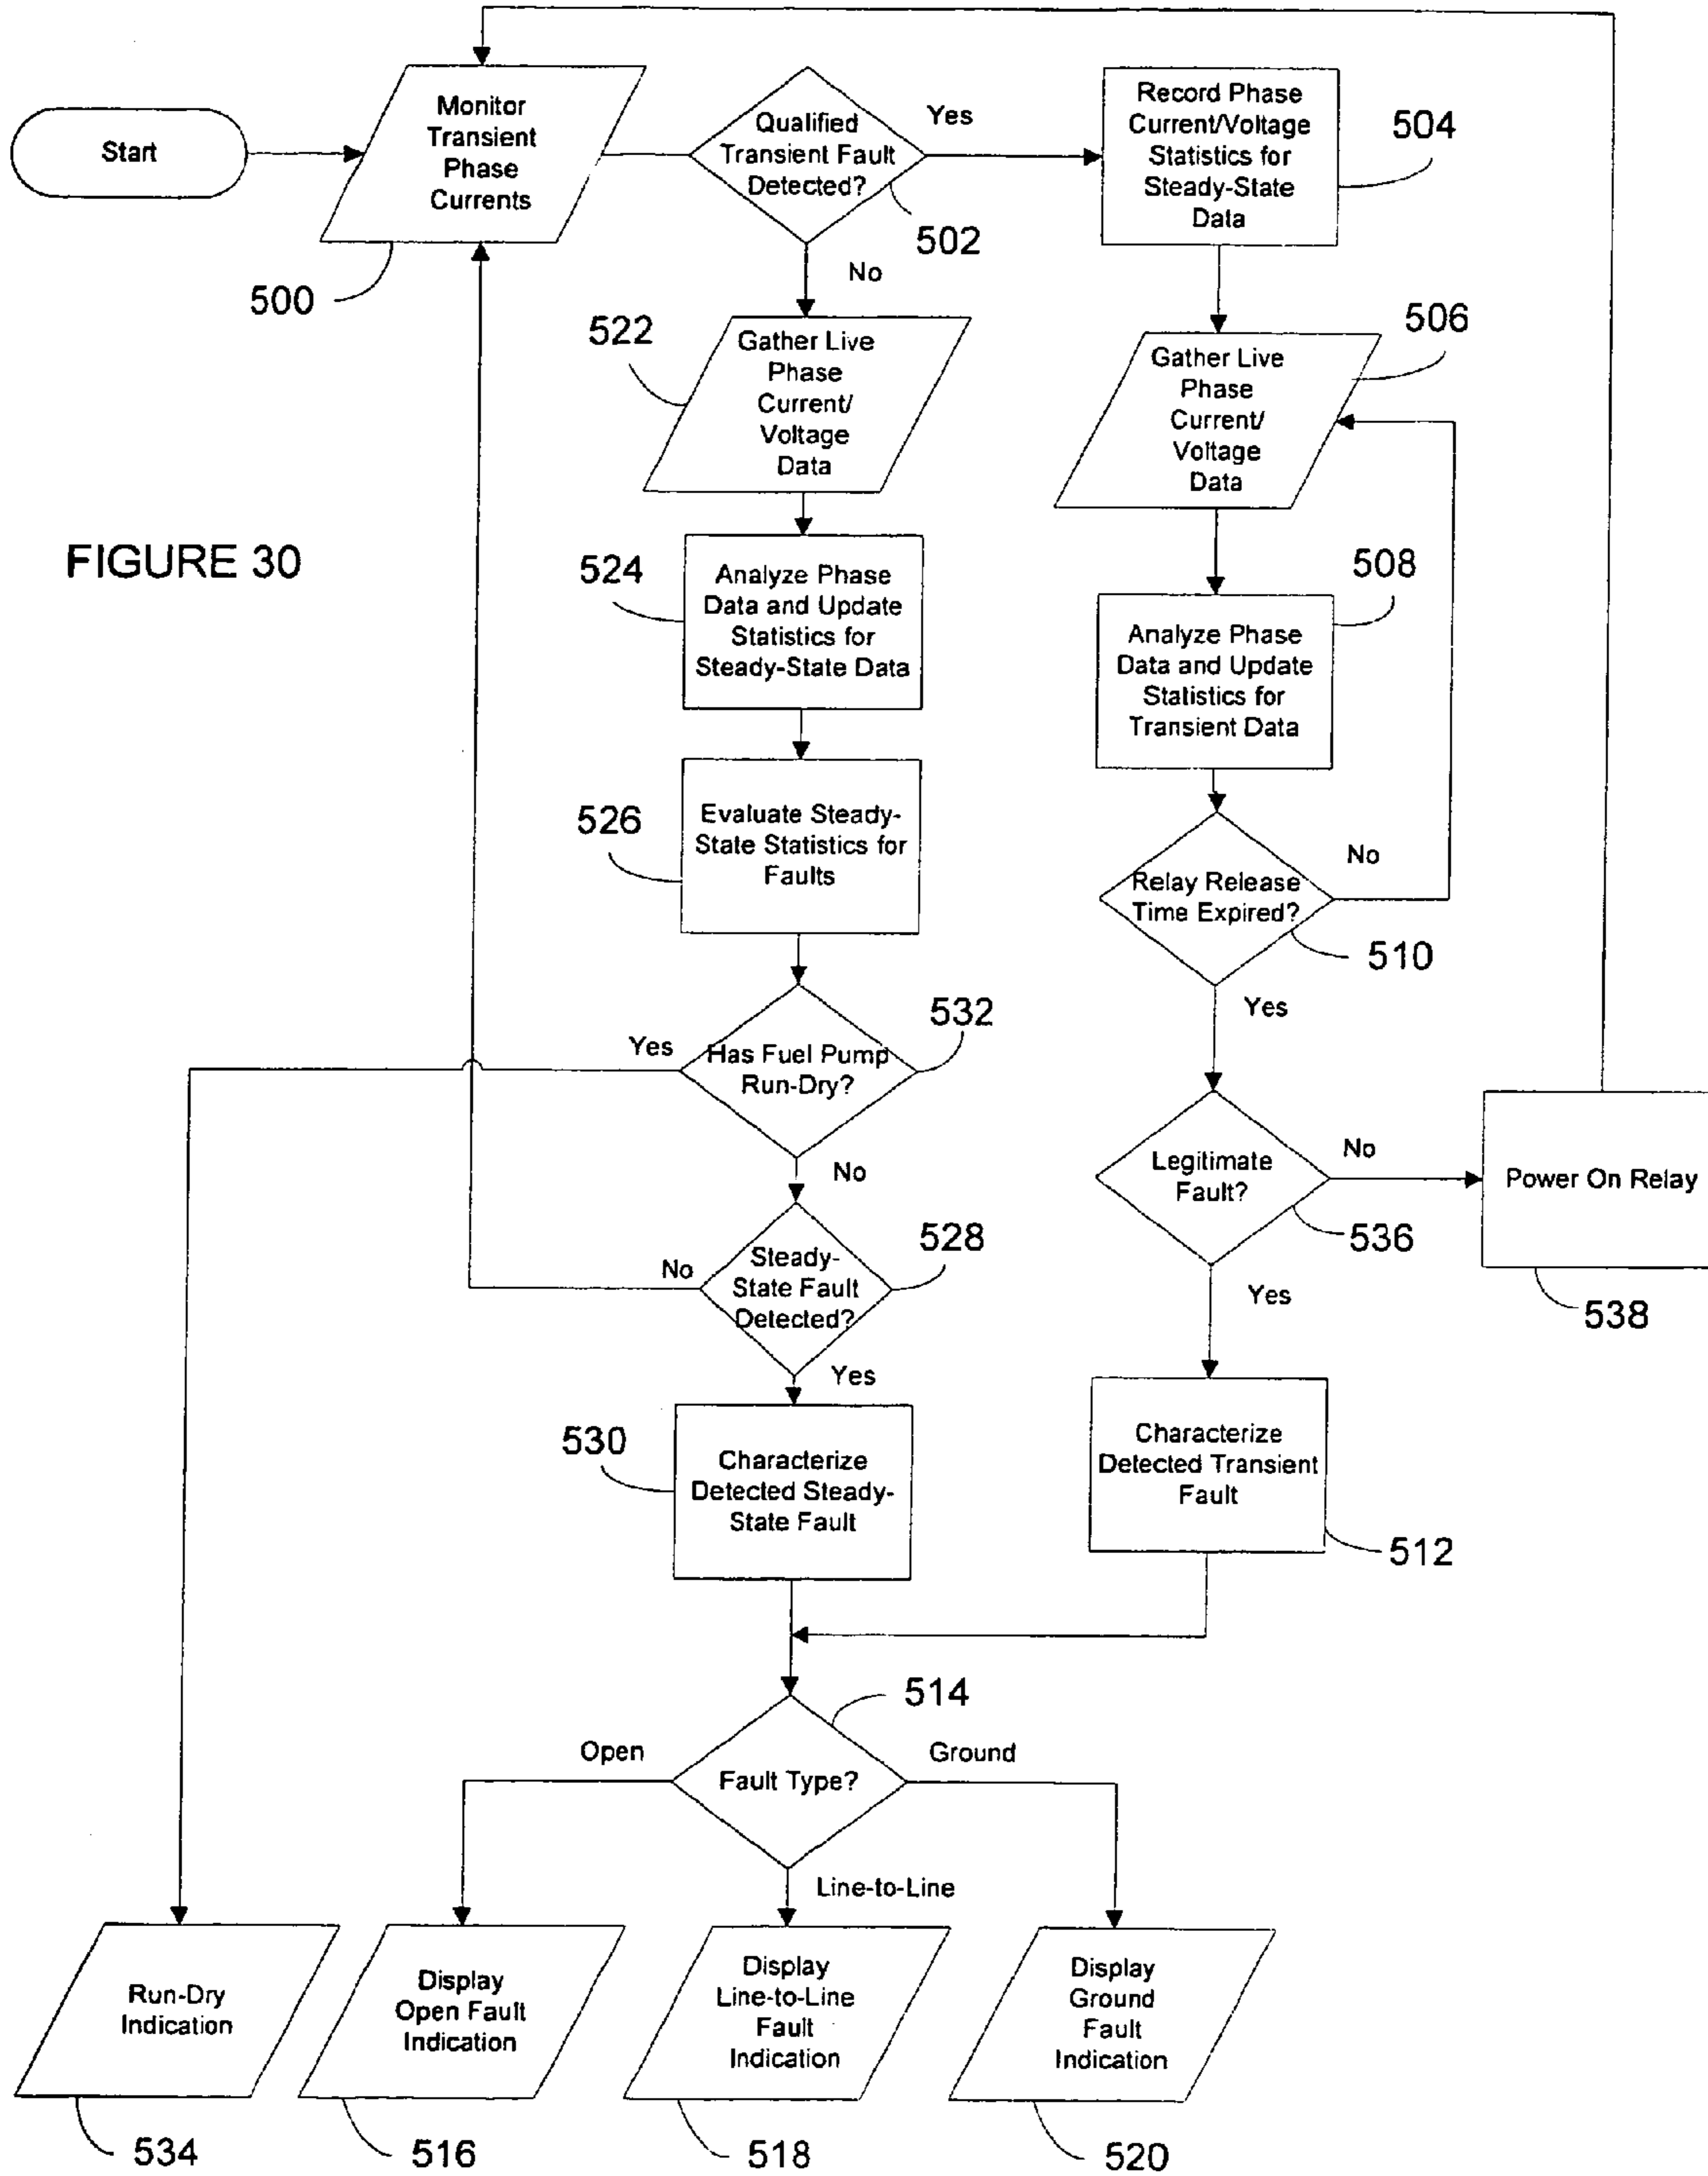 Start
Monitor
Transient
Phase
Currents
500
Qualified
Transient Fault
Detected?
502
Yes
No
Record Phase
Current/Voltage
Statistics for
Steady-State
Data
504
522
Gather Live
Phase
Current/
Voltage
Data
Gather Live
Phase
Current/
Voltage
Data
506
FIGURE 30
524
Analyze Phase
Data and Update
Statistics for
Steady-State Data
Analyze Phase
Data and Update
Statistics for
Transient Data
508
526
Evaluate Steady-
State Statistics for
Faults
Relay Release
Time Expired?
No
510
Yes
Yes
Has Fuel Pump
Run-Dry?
532
No
Legitimate
Fault?
No
536
Yes
Power On Relay
538
No
Steady-
State Fault
Detected?
528
Yes
530
Characterize
Detected Steady-
State Fault
Characterize
Detected Transient
Fault
512
514
Open
Fault Type?
Ground
Line-to-Line
Run-Dry
Indication
534
Display
Open Fault
Indication
516
Display
Line-to-Line
Fault
Indication
518
Display
Ground
Fault
Indication
520